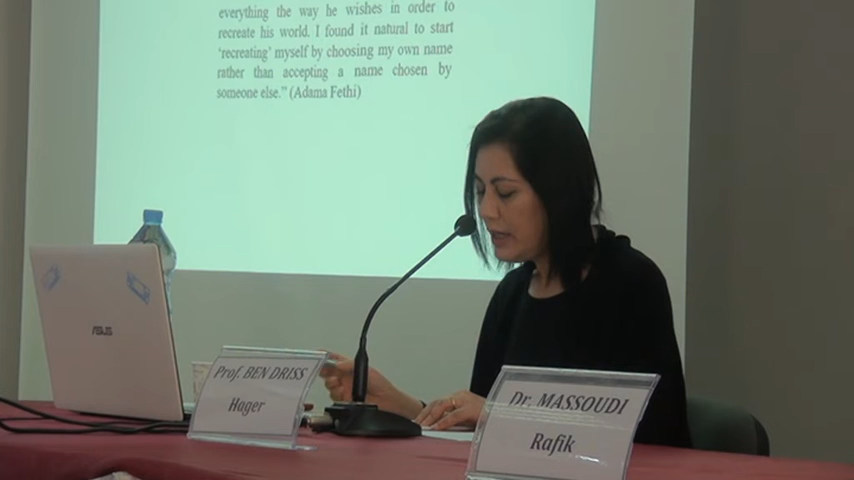 everything the way he wishes in order to
recreate his world. I found it natural to start
'recreating' myself by choosing my own name
rather than accepting a name chosen by
someone else." (Adama Fethi)
ASUS
Prof. BEN DRISS
Hager
Dr. MASSOUDI
Rafik